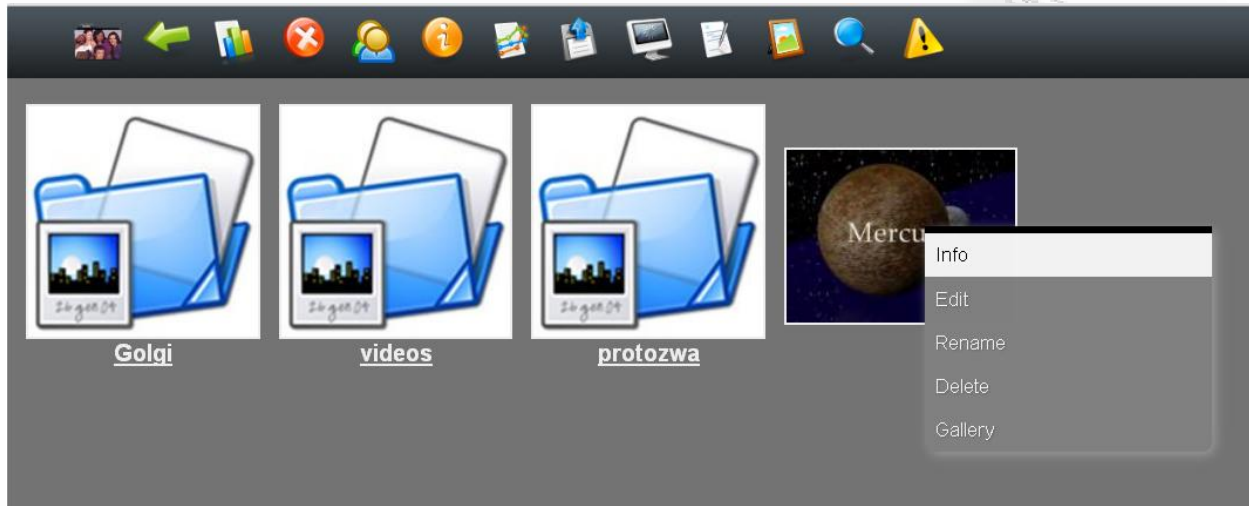 Golgi
videos
protozwa
Mercu
Info
Edit
Rename
Delete
Gallery